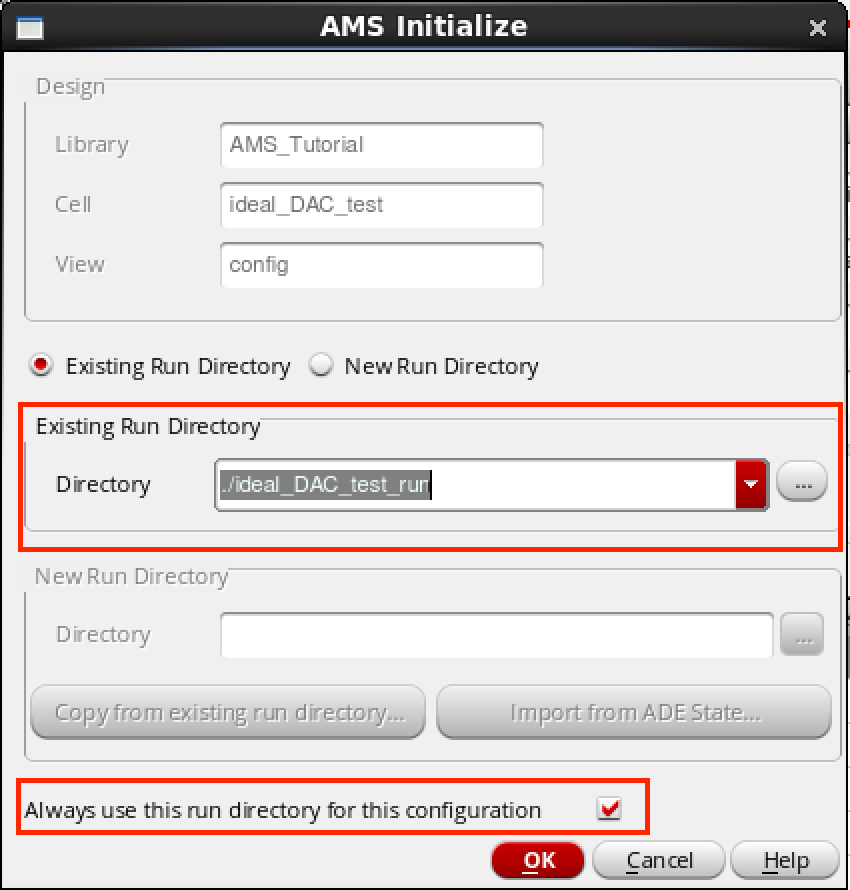 AMS Initialize
Design
Library AMS_Tutorial
Cell ideal_DAC_test
View config
Existing Run Directory New Run Directory
Existing Run Directory
Directory ./ideal_DAC_test_run ...
New Run Directory
Directory ...
Copy from existing run directory... Import from ADE State...
Always use this run directory for this configuration
OK Cancel Help